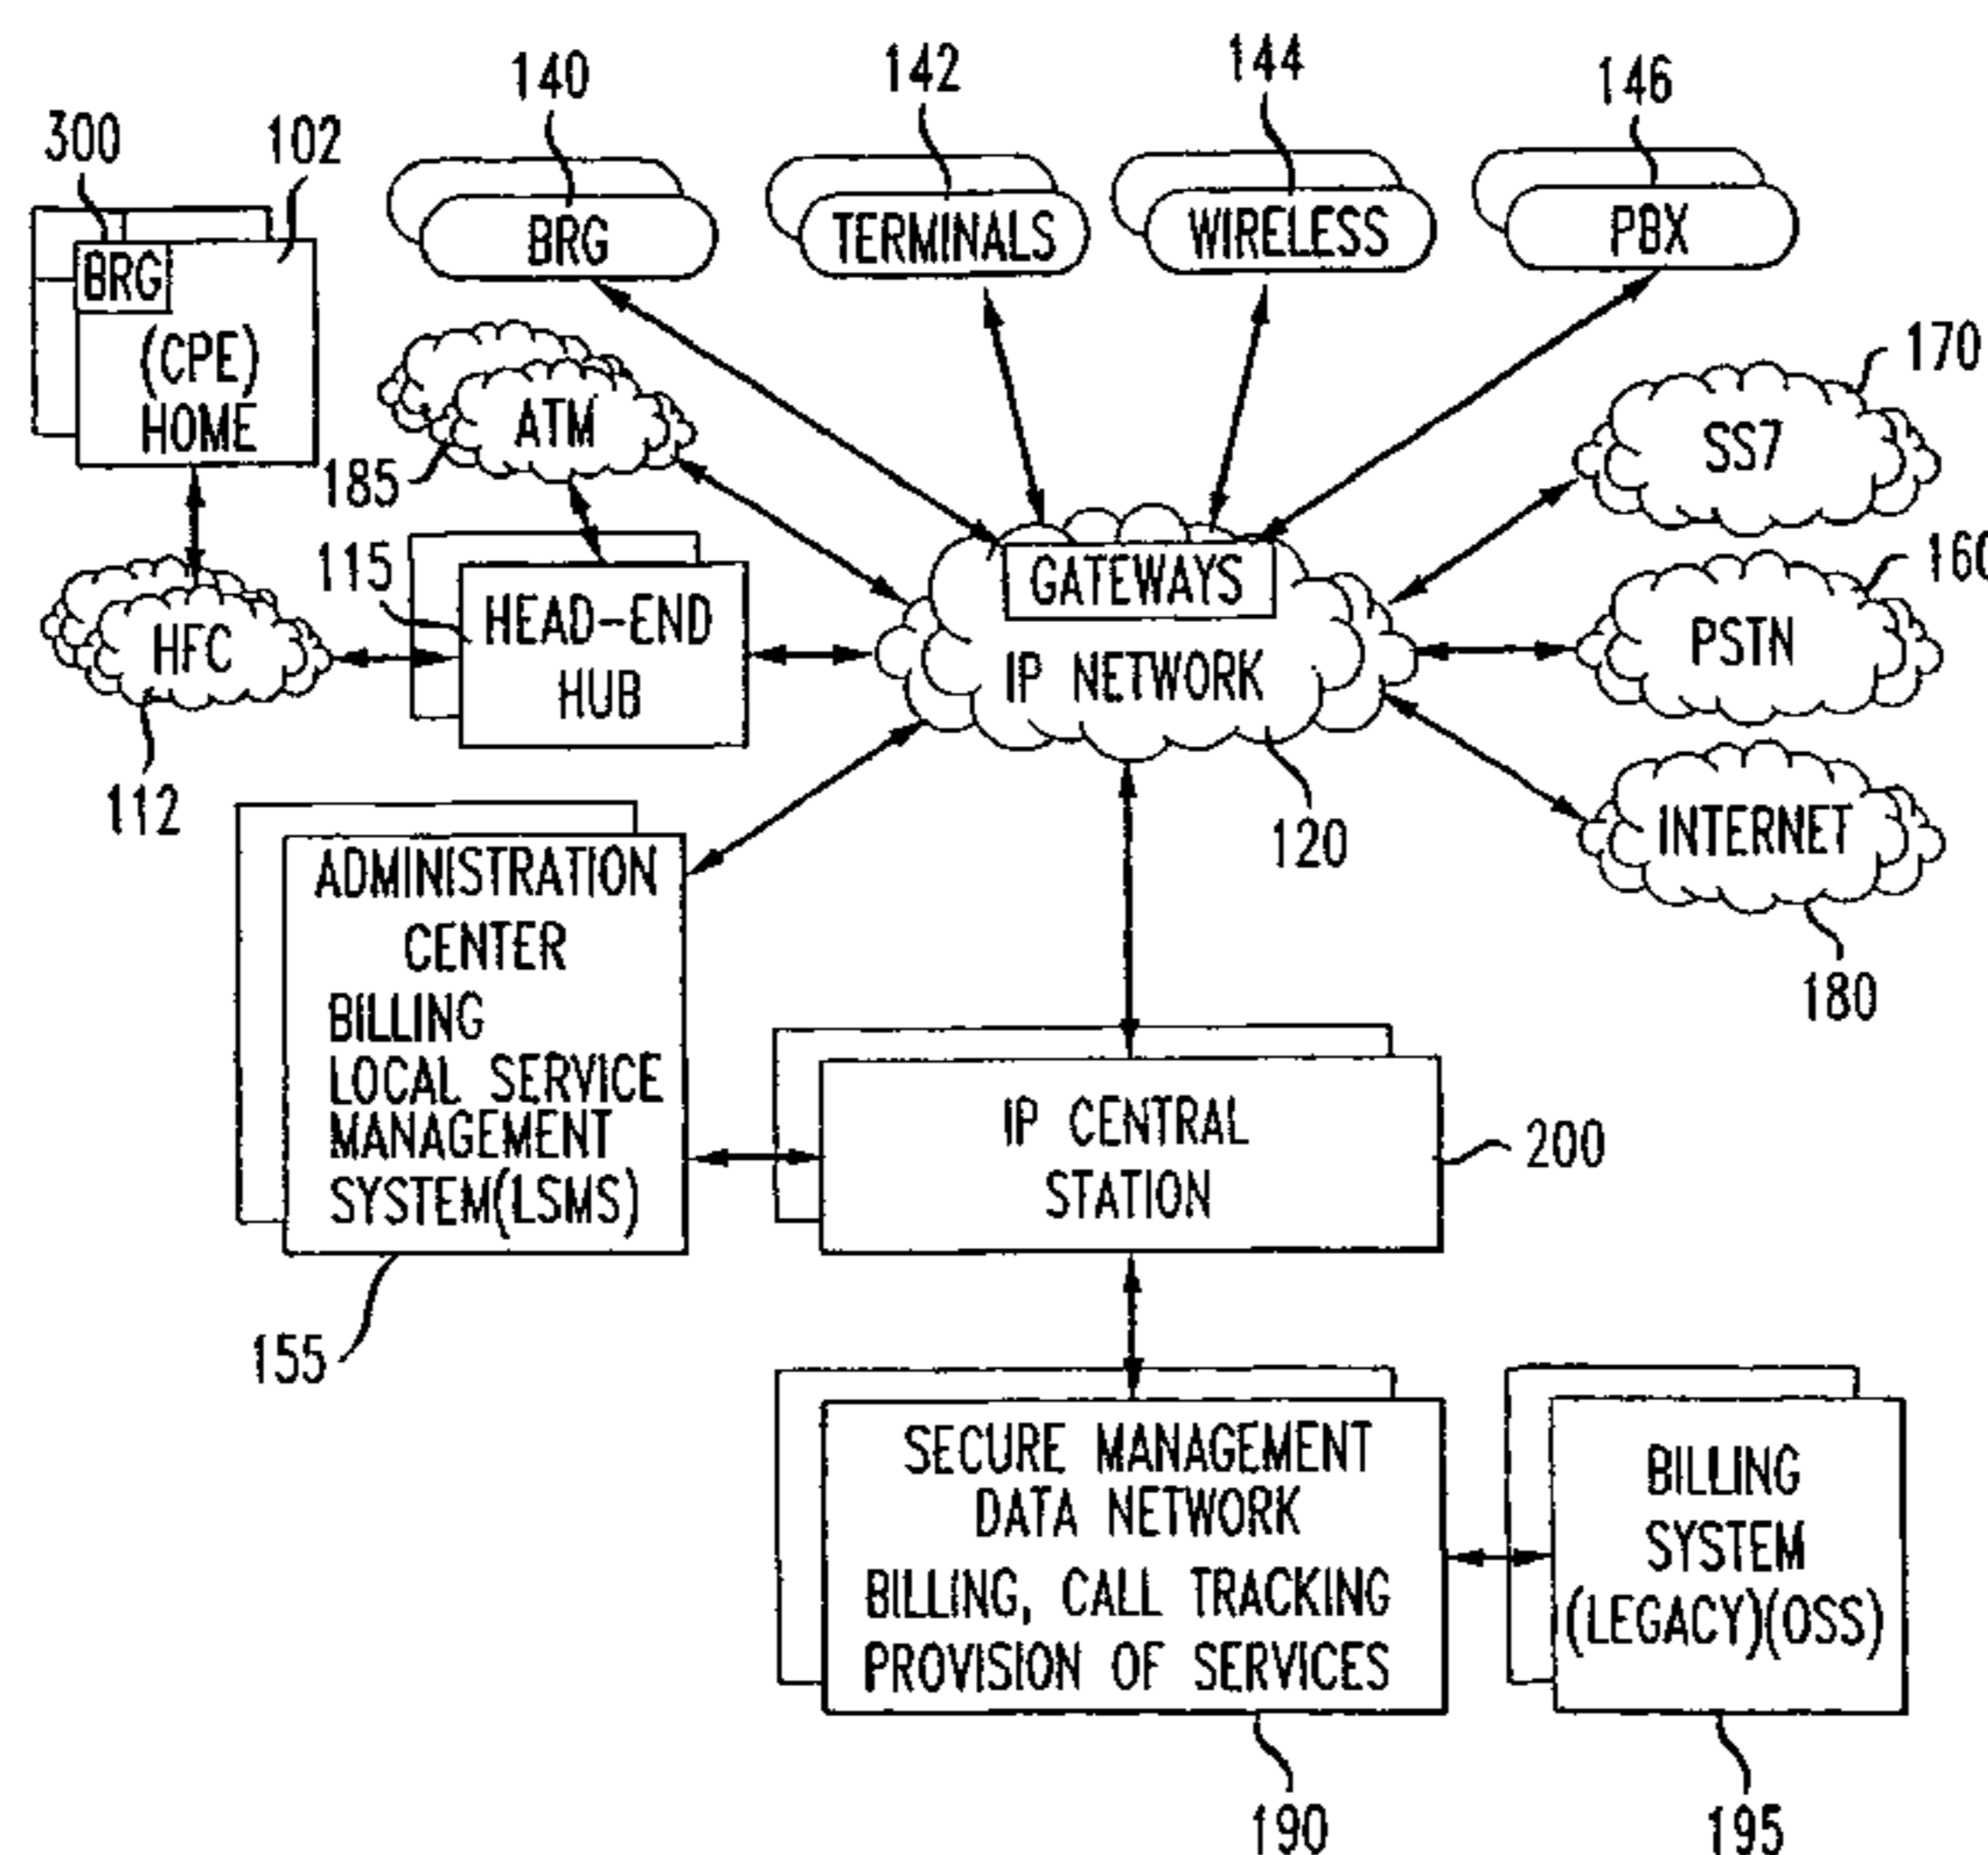 140
142
144
146
300
102
BRG
TERMINALS
WIRELESS
PBX
BRG
(CPE)
HOME
ATM
185
170
SS7
115
HEAD-END
HUB
GATEWAYS
IP NETWORK
160
PSTN
HFC
112
120
INTERNET
180
ADMINISTRATION
CENTER
BILLING
LOCAL SERVICE
MANAGEMENT
SYSTEM(LSMS)
155
IP CENTRAL
STATION
200
SECURE MANAGEMENT
DATA NETWORK
BILLING, CALL TRACKING
PROVISION OF SERVICES
190
BILLING
SYSTEM
(LEGACY)(OSS)
195